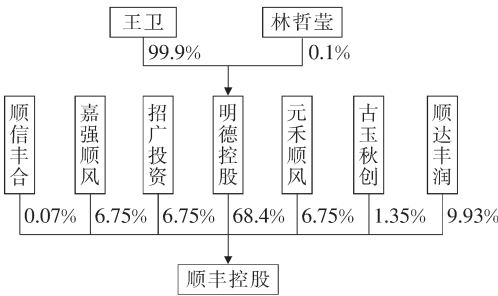 王卫
林哲莹
99.9%
0.1%
顺信丰合
嘉强顺风
招广投资
明德控股
元禾顺风
古玉秋创
顺达丰润
0.07%
6.75%
6.75%
68.4%
6.75%
1.35%
9.93%
顺丰控股